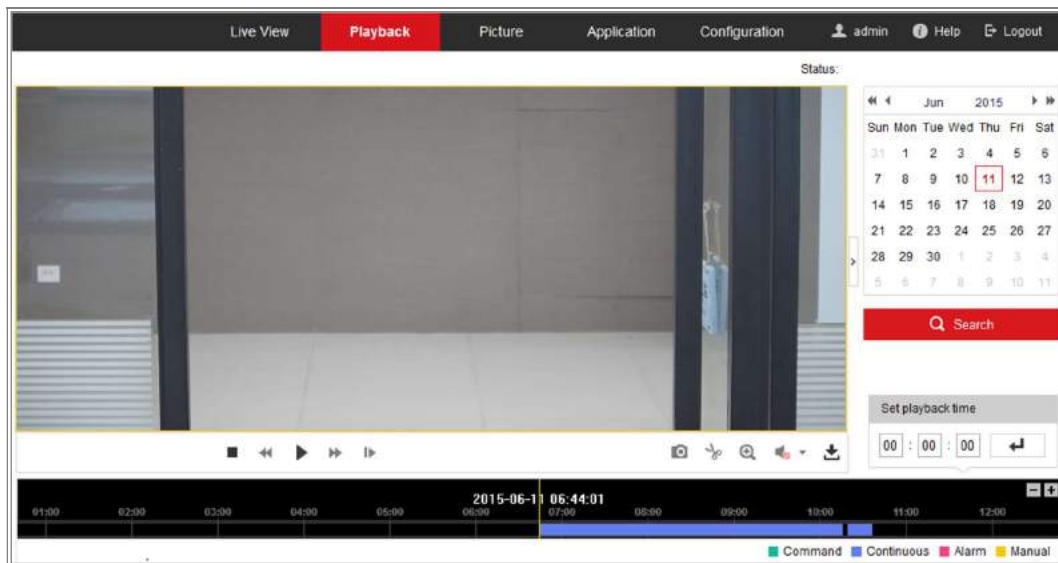 Live View Playback Picture Application Configuration admin Help Logout
Status:
Jun 2015
Sun Mon Tue Wed Thu Fri Sat
31 1 2 3 4 5 6
7 8 9 10 11 12 13
14 15 16 17 18 19 20
21 22 23 24 25 26 27
28 29 30 1 2 3 4
5 6 7 8 9 10 11
Search
Set playback time
00 : 00 : 00
2015-06-11 06:44:01
01:00 02:00 03:00 04:00 05:00 06:00 07:00 08:00 09:00 10:00 11:00 12:00
Command Continuous Alarm Manual